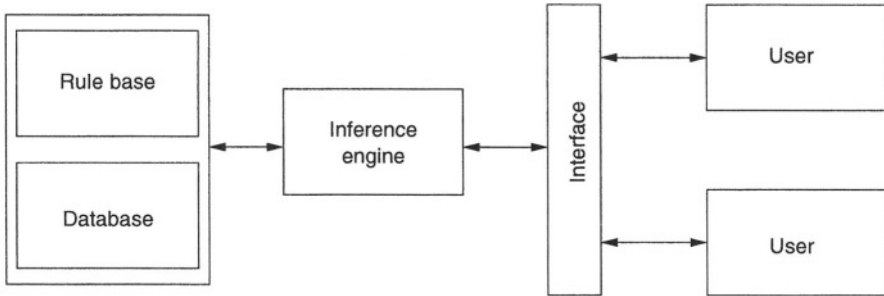 Rule base
Database
Inference
engine
Interface
User
User